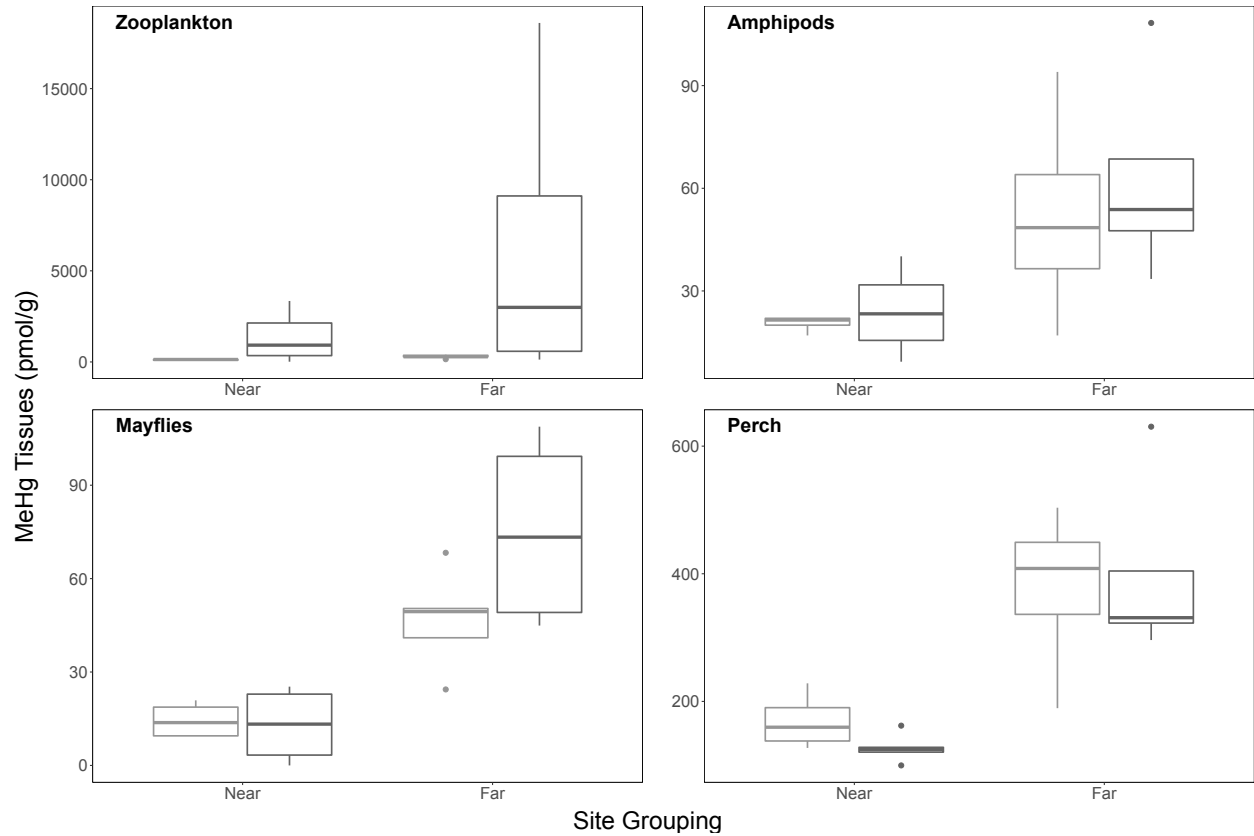 Zooplankton
Amphipods
15000
10000
5000
0
90
60
30
Near
Far
Near
Far
Mayflies
Perch
90
60
30
0
600
400
200
Near
Far
Near
Far
MeHg Tissues (pmol/g)
Site Grouping